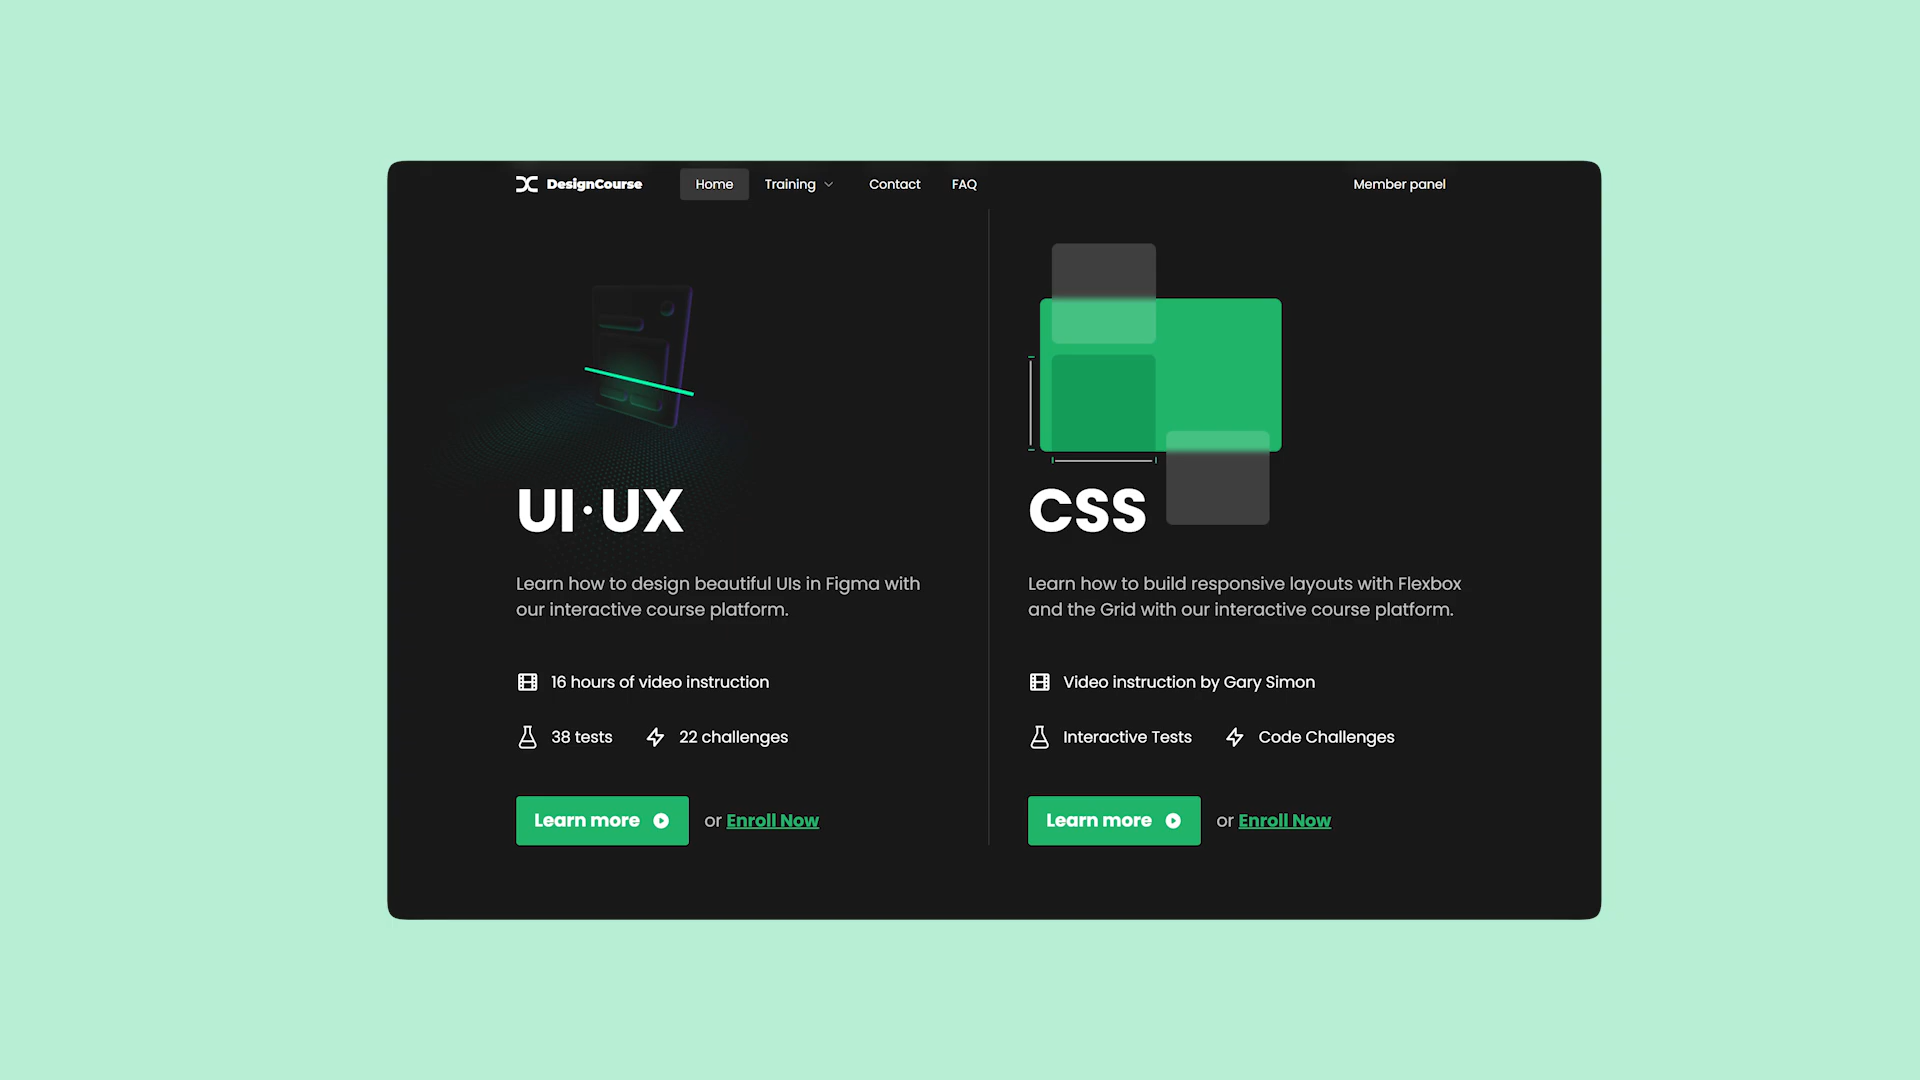 DesignCourse Home Training Contact FAQ Member panel
UI·UX
Learn how to design beautiful UIs in Figma with
our interactive course platform.
16 hours of video instruction
38 tests 22 challenges
Learn more or Enroll Now
CSS
Learn how to build responsive layouts with Flexbox
and the Grid with our interactive course platform.
Video instruction by Gary Simon
Interactive Tests Code Challenges
Learn more or Enroll Now